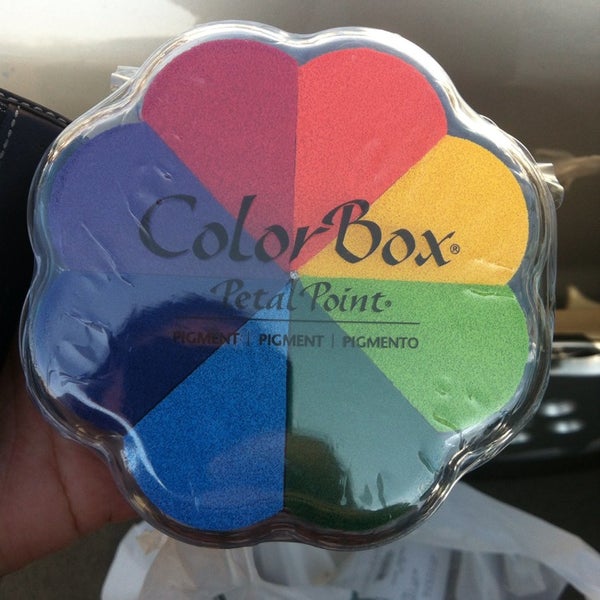 ColorBox®
Petal Point®
PIGMENT | PIGMENT | PIGMENTO